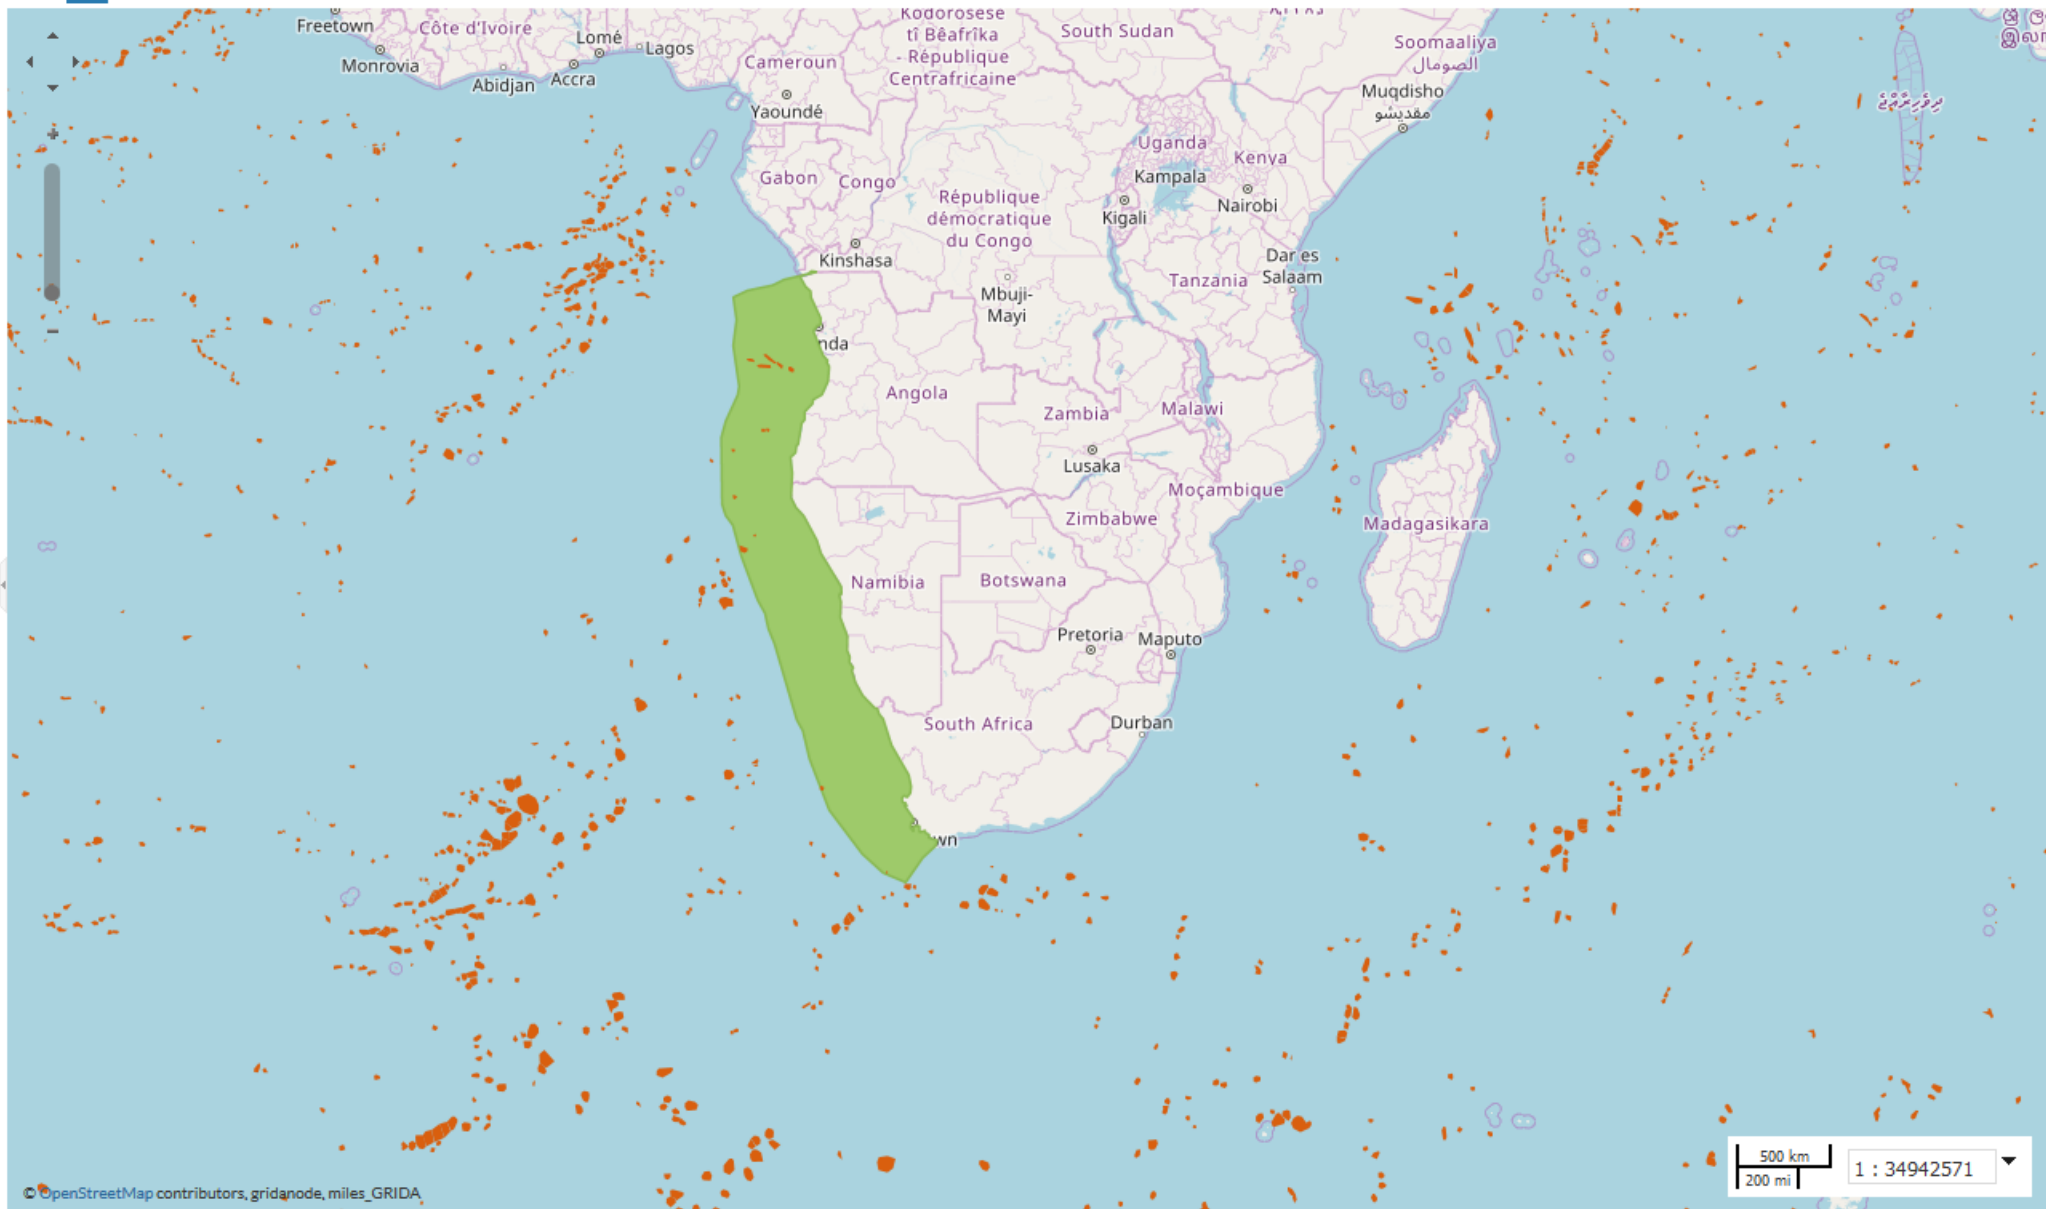 Freetown
Côte d'Ivoire
Lomé
Lagos
Monrovia
Abidjan
Accra
Cameroun
Yaoundé
Kodorosese
tî Bêafrîka
- République
Centrafricaine
South Sudan
Soomaaliya
الصومال
Muqdisho
مقديشو
ދިވެހިރާއްޖެ
Uganda
Kenya
Kampala
Gabon
Congo
République
démocratique
du Congo
Kigali
Nairobi
Kinshasa
Dar es
Salaam
Tanzania
Mbuji-
Mayi
nda
Angola
Zambia
Malawi
Lusaka
Moçambique
Zimbabwe
Madagasikara
Namibia
Botswana
Pretoria
Maputo
South Africa
Durban
wn
500 km
200 mi
1 : 34942571
© OpenStreetMap contributors, gridanode, miles_GRIDA